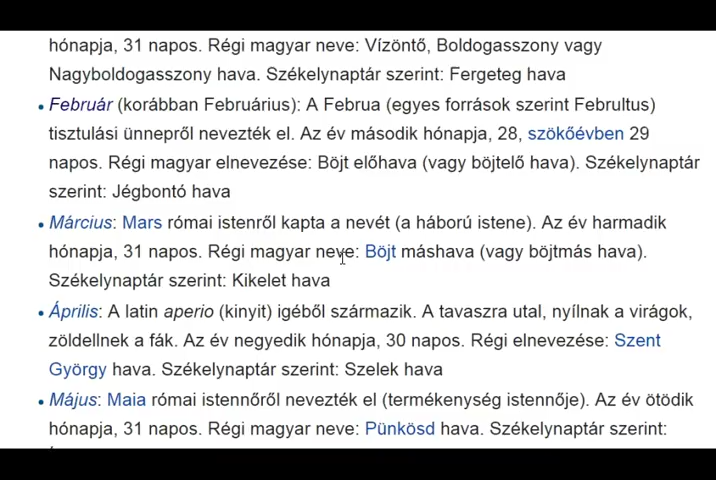 hónapja, 31 napos. Régi magyar neve: Vízöntő, Boldogasszony vagy
Nagyboldogasszony hava. Székelynaptár szerint: Fergeteg hava
• Február (korábban Februárius): A Februa (egyes források szerint Februltus)
tisztulási ünnepről nevezték el. Az év második hónapja, 28, szökőévben 29
napos. Régi magyar elnevezése: Böjt előhava (vagy böjtelő hava). Székelynaptár
szerint: Jégbontó hava
• Március: Mars római istenről kapta a nevét (a háború istene). Az év harmadik
hónapja, 31 napos. Régi magyar neve: Böjt máshava (vagy böjtmás hava).
Székelynaptár szerint: Kikelet hava
• Április: A latin aperio (kinyit) igéből származik. A tavaszra utal, nyílnak a virágok,
zöldellnek a fák. Az év negyedik hónapja, 30 napos. Régi elnevezése: Szent
György hava. Székelynaptár szerint: Szelek hava
• Május: Maia római istennőről nevezték el (termékenység istennője). Az év ötödik
hónapja, 31 napos. Régi magyar neve: Pünkösd hava. Székelynaptár szerint: